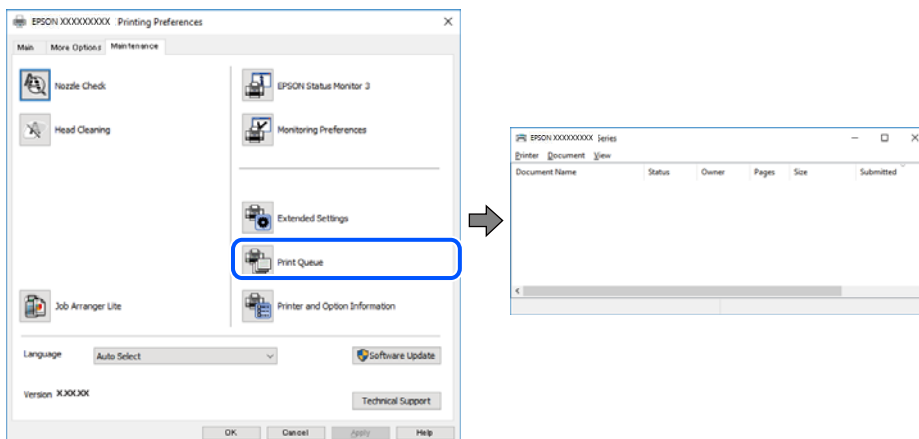 EPSON XXXXXXXXX Printing Preferences
Main More Options Maintenance
Nozzle Check
EPSON Status Monitor 3
Head Cleaning
Monitoring Preferences
Extended Settings
Print Queue
Job Arranger Lite
Printer and Option Information
Language Auto Select
Software Update
Version X.XX.XX
Technical Support
OK Cancel Apply Help
EPSON XXXXXXXXX Series
Printer Document View
Document Name Status Owner Pages Size Submitted